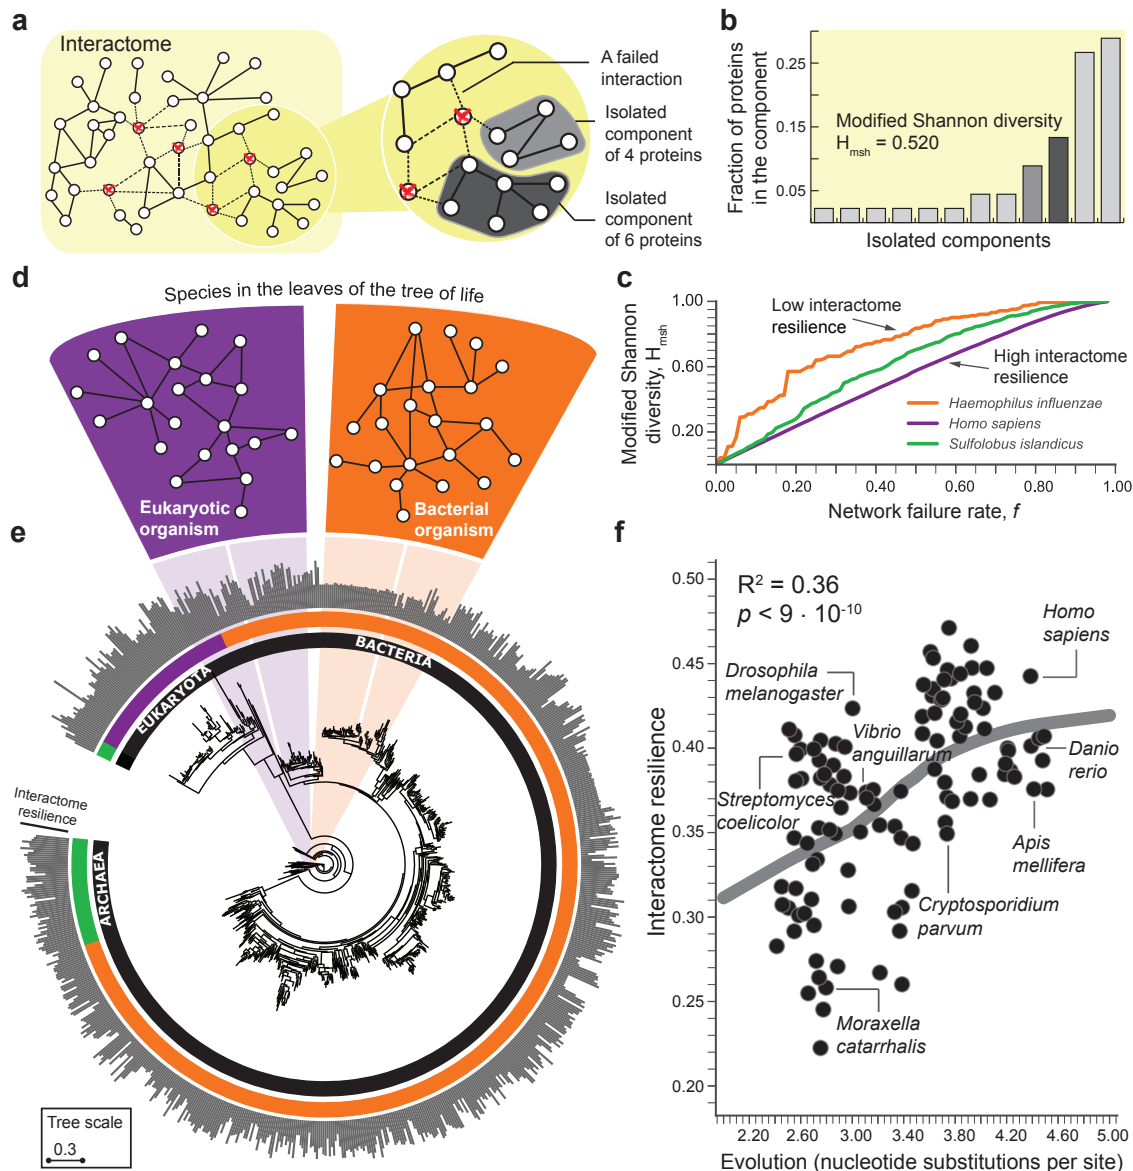 a
Interactome
A failed
interaction
Isolated
component
of 4 proteins
Isolated
component
of 6 proteins
b
Fraction of proteins
in the component
0.25
0.15
0.05
Modified Shannon diversity
H_msh = 0.520
Isolated components
c
Modified Shannon
diversity, H_msh
1.00
0.60
0.20
Low interactome
resilience
High interactome
resilience
Haemophilus influenzae
Homo sapiens
Sulfolobus islandicus
0.00
0.20
0.40
0.60
0.80
1.00
Network failure rate, f
d
Species in the leaves of the tree of life
Eukaryotic
organism
Bacterial
organism
e
EUKARYOTA
BACTERIA
ARCHAEA
Interactome
resilience
Tree scale
0.3
f
Interactome resilience
0.50
0.45
0.40
0.35
0.30
0.25
0.20
R² = 0.36
p < 9 · 10⁻¹⁰
Homo
sapiens
Drosophila
melanogaster
Vibrio
anguillarum
Streptomyces
coelicolor
Danio
rerio
Apis
mellifera
Cryptosporidium
parvum
Moraxella
catarrhalis
2.20
2.60
3.00
3.40
3.80
4.20
4.60
5.00
Evolution (nucleotide substitutions per site)